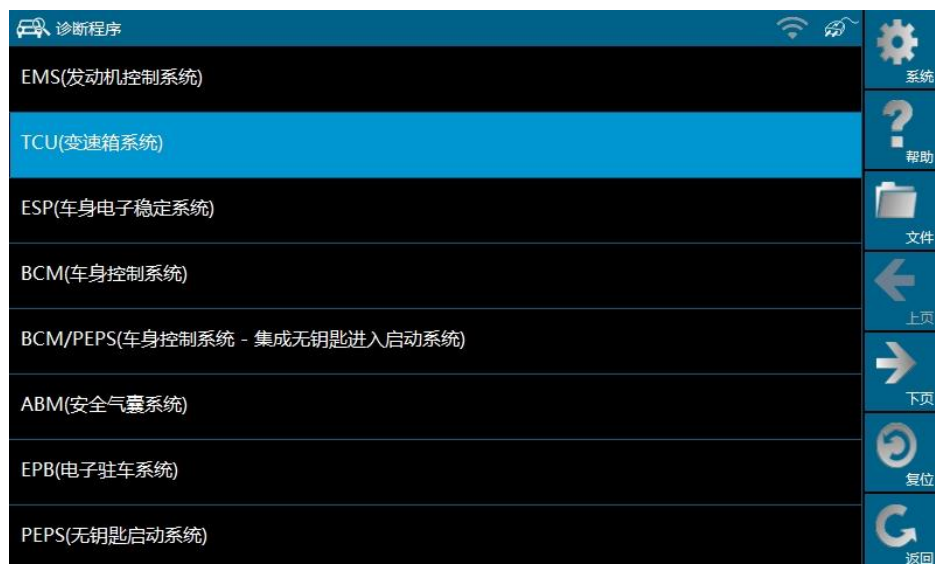 诊断程序
EMS(发动机控制系统)
TCU(变速箱系统)
ESP(车身电子稳定系统)
BCM(车身控制系统)
BCM/PEPS(车身控制系统 - 集成无钥匙进入启动系统)
ABM(安全气囊系统)
EPB(电子驻车系统)
PEPS(无钥匙启动系统)
系统
帮助
文件
上页
下页
复位
返回